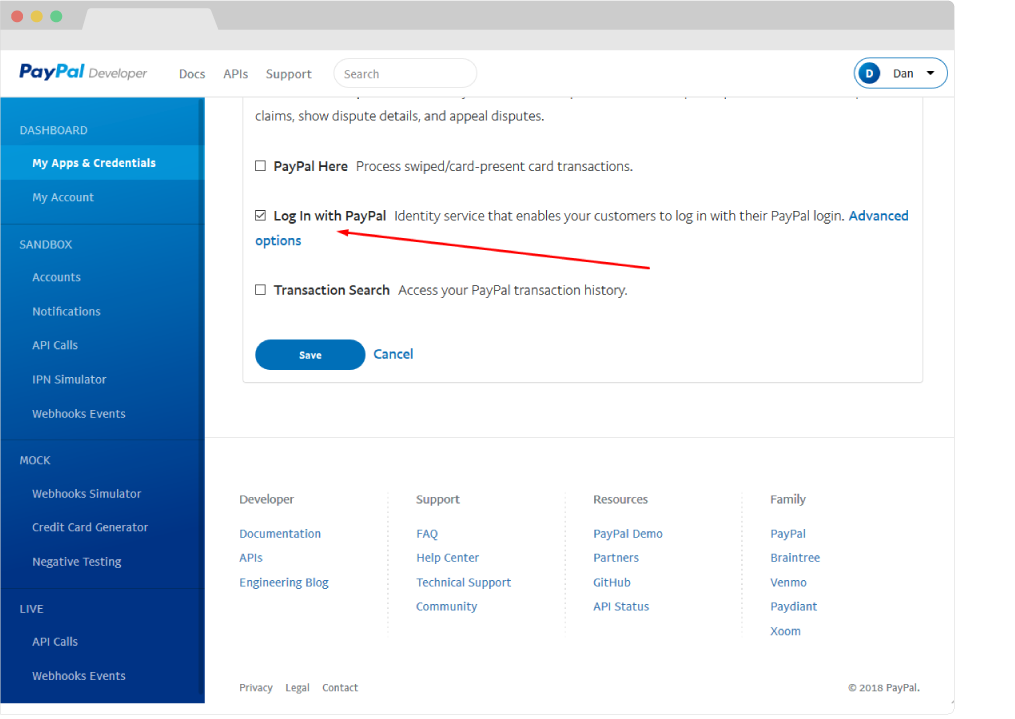 PayPal Developer
Docs
APIs
Support
Search
D
Dan
DASHBOARD
My Apps & Credentials
My Account
SANDBOX
Accounts
Notifications
API Calls
IPN Simulator
Webhooks Events
MOCK
Webhooks Simulator
Credit Card Generator
Negative Testing
LIVE
API Calls
Webhooks Events
claims, show dispute details, and appeal disputes.
PayPal Here Process swiped/card-present card transactions.
Log In with PayPal Identity service that enables your customers to log in with their PayPal login. Advanced
options
Transaction Search Access your PayPal transaction history.
Save
Cancel
Developer
Documentation
APIs
Engineering Blog
Support
FAQ
Help Center
Technical Support
Community
Resources
PayPal Demo
Partners
GitHub
API Status
Family
PayPal
Braintree
Venmo
Paydiant
Xoom
Privacy
Legal
Contact
© 2018 PayPal.